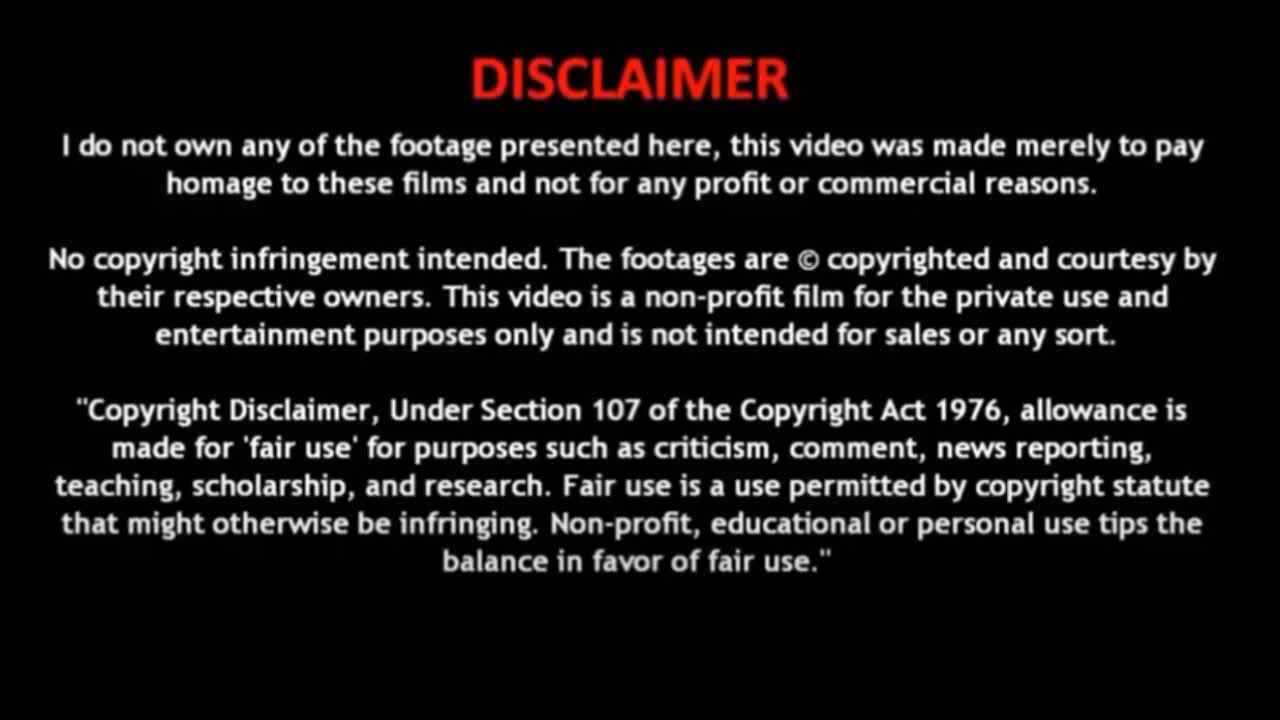 DISCLAIMER
I do not own any of the footage presented here, this video was made merely to pay
homage to these films and not for any profit or commercial reasons.
No copyright infringement intended. The footages are © copyrighted and courtesy by
their respective owners. This video is a non-profit film for the private use and
entertainment purposes only and is not intended for sales or any sort.
"Copyright Disclaimer, Under Section 107 of the Copyright Act 1976, allowance is
made for 'fair use' for purposes such as criticism, comment, news reporting,
teaching, scholarship, and research. Fair use is a use permitted by copyright statute
that might otherwise be infringing. Non-profit, educational or personal use tips the
balance in favor of fair use."